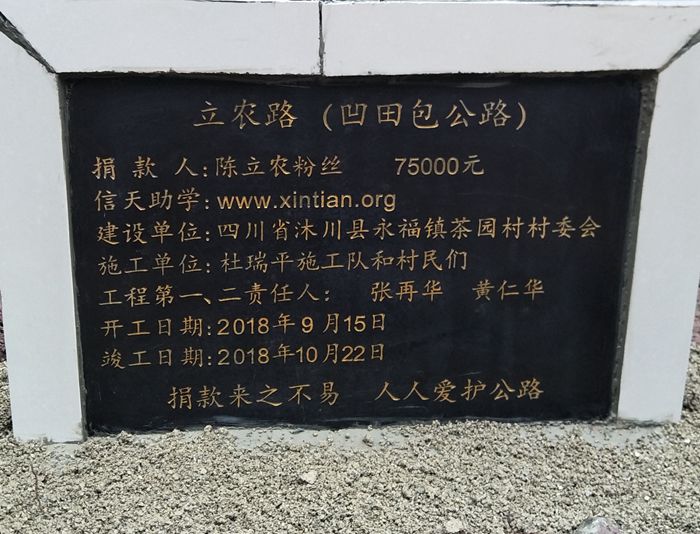 立农路（凹田包公路）
捐款人：陈立农粉丝 75000元
信天助学：www.xintian.org
建设单位：四川省沐川县永福镇茶园村村委会
施工单位：杜瑞平施工队和村民们
工程第一、二责任人： 张再华 黄仁华
开工日期：2018年9月15日
竣工日期：2018年10月22日
捐款来之不易 人人爱护公路